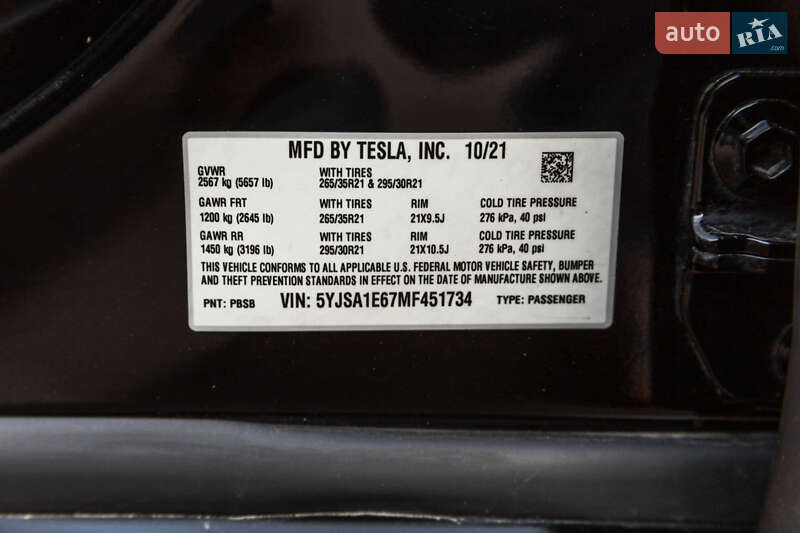 auto RIA .com
MFD BY TESLA, INC. 10/21
GVWR WITH TIRES
2567 kg (5657 lb) 265/35R21 & 295/30R21
GAWR FRT WITH TIRES RIM COLD TIRE PRESSURE
1200 kg (2645 lb) 265/35R21 21X9.5J 276 kPa, 40 psi
GAWR RR WITH TIRES RIM COLD TIRE PRESSURE
1450 kg (3196 lb) 295/30R21 21X10.5J 276 kPa, 40 psi
THIS VEHICLE CONFORMS TO ALL APPLICABLE U.S. FEDERAL MOTOR VEHICLE SAFETY, BUMPER
AND THEFT PREVENTION STANDARDS IN EFFECT ON THE DATE OF MANUFACTURE SHOWN ABOVE.
PNT: PBSB VIN: 5YJSA1E67MF451734 TYPE: PASSENGER